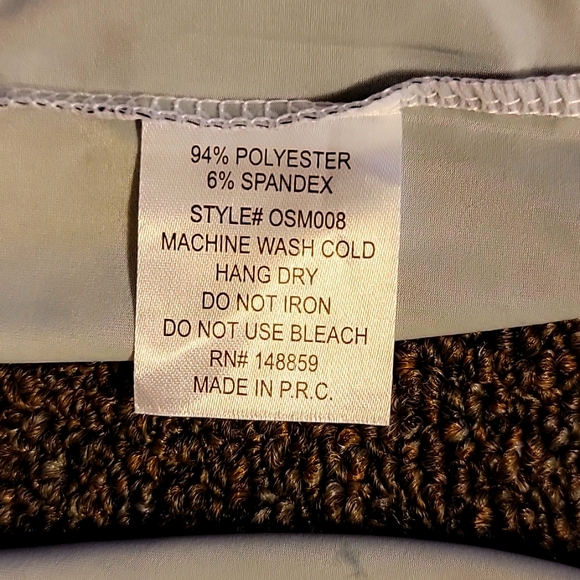 94% POLYESTER
6% SPANDEX
STYLE# OSM008
MACHINE WASH COLD
HANG DRY
DO NOT IRON
DO NOT USE BLEACH
RN# 148859
MADE IN P.R.C.